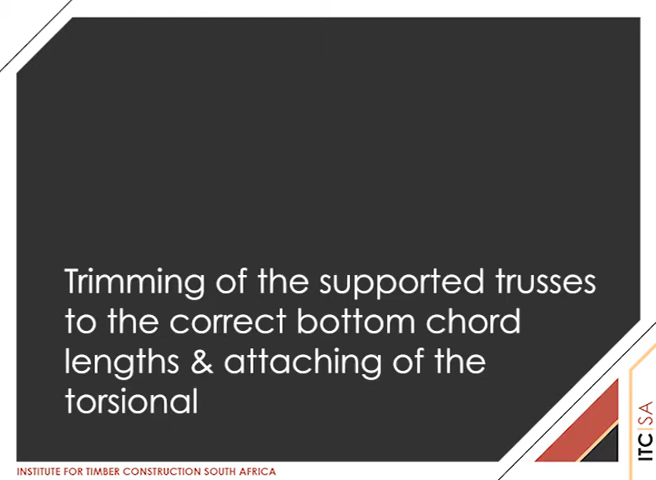 Trimming of the supported trusses
to the correct bottom chord
lengths & attaching of the
torsional
INSTITUTE FOR TIMBER CONSTRUCTION SOUTH AFRICA
ITC|SA